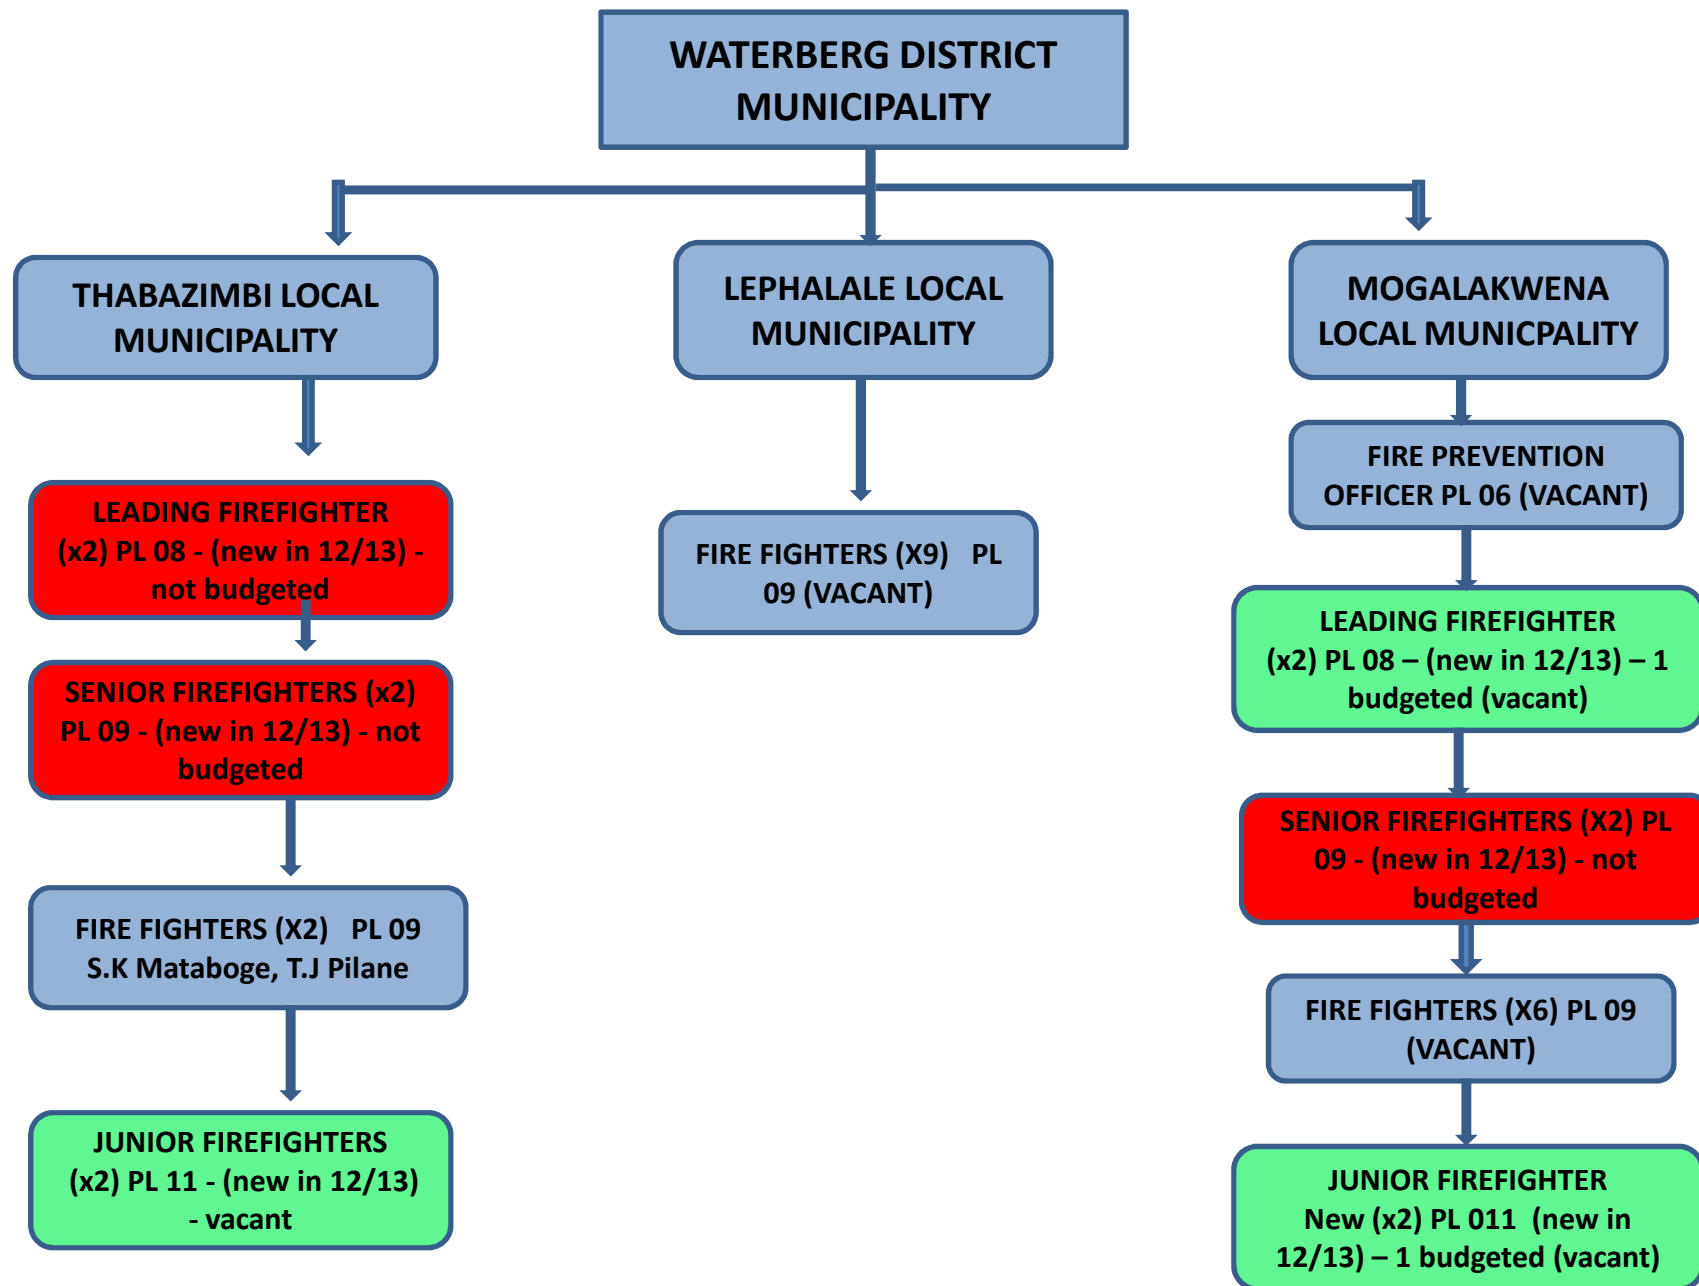 WATERBERG DISTRICT
MUNICIPALITY
THABAZIMBI LOCAL
MUNICIPALITY
LEADING FIREFIGHTER
(x2) PL 08 - (new in 12/13) -
not budgeted
SENIOR FIREFIGHTERS (x2)
PL 09 - (new in 12/13) - not
budgeted
FIRE FIGHTERS (X2) PL 09
S.K Mataboge, T.J Pilane
JUNIOR FIREFIGHTERS
(x2) PL 11 - (new in 12/13)
- vacant
LEPHALALE LOCAL
MUNICIPALITY
FIRE FIGHTERS (X9) PL
09 (VACANT)
MOGALAKWENA
LOCAL MUNICPALITY
FIRE PREVENTION
OFFICER PL 06 (VACANT)
LEADING FIREFIGHTER
(x2) PL 08 – (new in 12/13) – 1
budgeted (vacant)
SENIOR FIREFIGHTERS (X2) PL
09 - (new in 12/13) - not
budgeted
FIRE FIGHTERS (X6) PL 09
(VACANT)
JUNIOR FIREFIGHTER
New (x2) PL 011 (new in
12/13) – 1 budgeted (vacant)